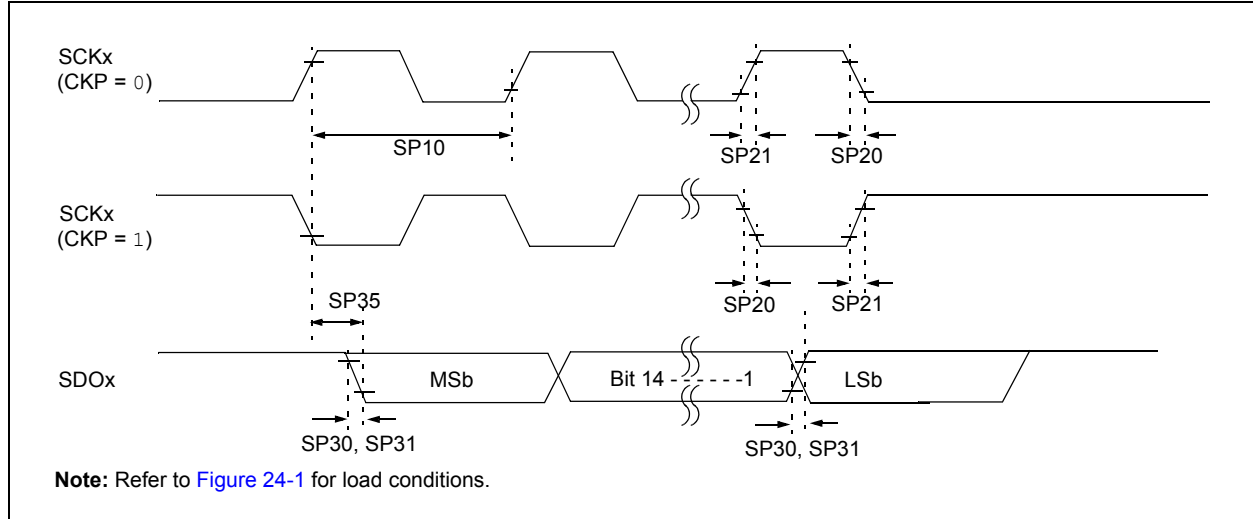 SCKx
(CKP = 0)
SP10
SP21
SP20
SCKx
(CKP = 1)
SP20
SP21
SP35
SDOx
MSb
Bit 14 - - - - - -1
LSb
SP30, SP31
SP30, SP31
Note: Refer to Figure 24-1 for load conditions.